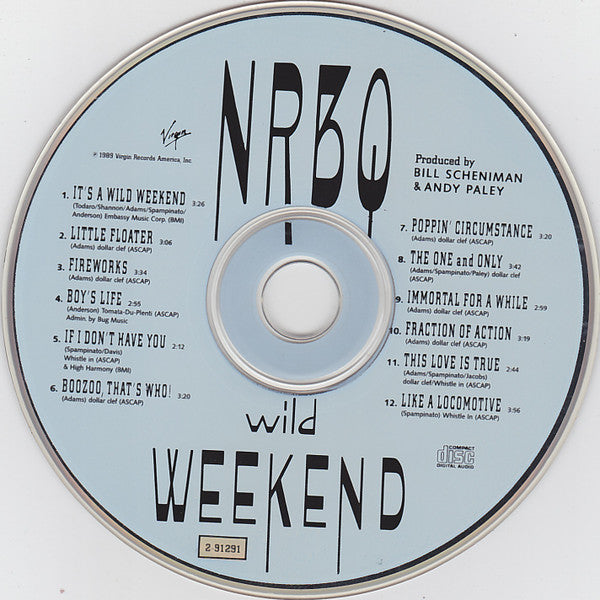 NRBQ
Virgin
℗ 1989 Virgin Records America, Inc.
Produced by
BILL SCHENIMAN
& ANDY PALEY
1. IT'S A WILD WEEKEND 3:26
(Todaro/Shannon/Adams/Spampinato/
Anderson) Embassy Music Corp. (BMI)
2. LITTLE FLOATER 3:06
(Adams) dollar clef (ASCAP)
3. FIREWORKS 3:34
(Adams) dollar clef (ASCAP)
4. BOY'S LIFE 2:55
(Anderson) Tomata-Du-Plenti (ASCAP)
Admin. by Bug Music
5. IF I DON'T HAVE YOU 2:12
(Spampinato/Davis)
Whistle in (ASCAP)
& High Harmony (BMI)
6. BOOZOO, THAT'S WHO! 3:20
(Adams) dollar clef (ASCAP)
7. POPPIN' CIRCUMSTANCE 3:20
(Adams) dollar clef (ASCAP)
8. THE ONE and ONLY 3:42
(Adams/Spampinato/Paley) dollar clef
(ASCAP)
9. IMMORTAL FOR A WHILE 2:59
(Adams) dollar clef (ASCAP)
10. FRACTION OF ACTION 3:19
(Adams) dollar clef (ASCAP)
11. THIS LOVE IS TRUE 2:44
(Adams/Spampinato/Jacobs)
dollar clef/Whistle in (ASCAP)
12. LIKE A LOCOMOTIVE 3:56
(Spampinato) Whistle in (ASCAP)
wild
WEEKEND
COMPACT
disc
DIGITAL AUDIO
2 91291